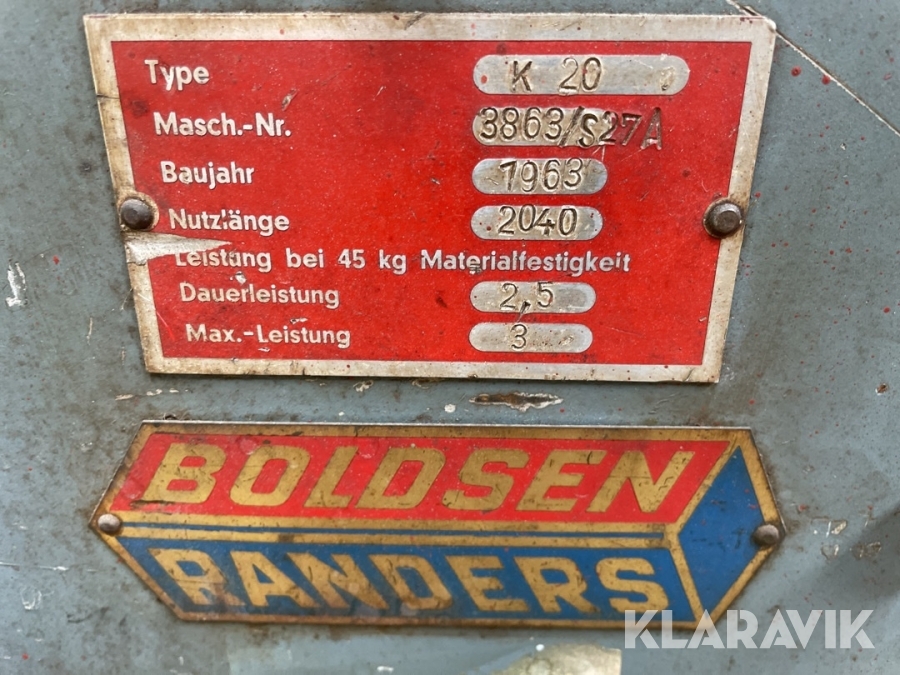 Type K 20
Masch.-Nr. 3863/S27A
Baujahr 1963
Nutzlänge 2040
Leistung bei 45 kg Materialfestigkeit
Dauerleistung 2,5
Max.-Leistung 3
BOLDSEN
RANDERS
KLARAVIK